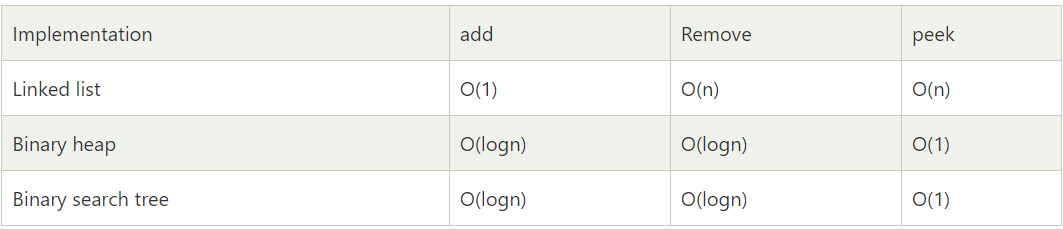 Implementation add Remove peek
Linked list O(1) O(n) O(n)
Binary heap O(logn) O(logn) O(1)
Binary search tree O(logn) O(logn) O(1)